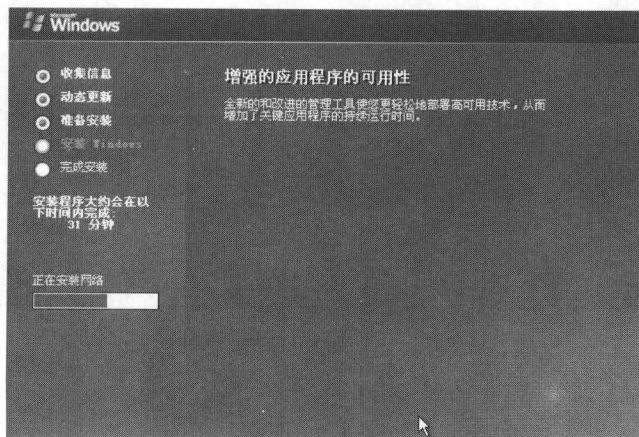 Microsoft
Windows
收集信息
动态更新
准备安装
安装 Windows
完成安装
安装程序大约会在以
下时间内完成:
31 分钟
正在安装网络
增强的应用程序的可用性
全新的和改进的管理工具使您更轻松地部署高可用技术，从而
增加了关键应用程序的持续运行时间。